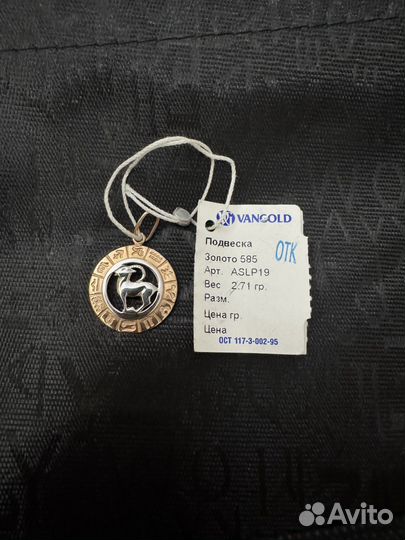 VANGOLD
Подвеска
Золото 585
ОТК
Арт. ASLP19
Вес 2.71 гр.
Разм.
Цена гр.
Цена
ОСТ 117-3-002-95
Avito